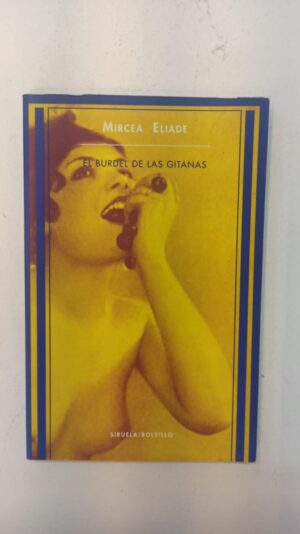 MIRCEA ELIADE
EL BURDEL DE LAS GITANAS
SIRUELA/BOLSILLO